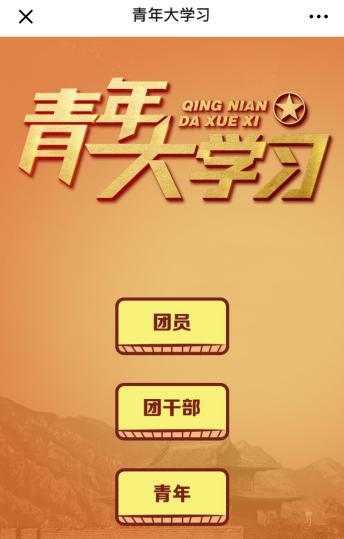 青年大学习
青年
QING NIAN
DA XUE XI
大学习
团员
团干部
青年